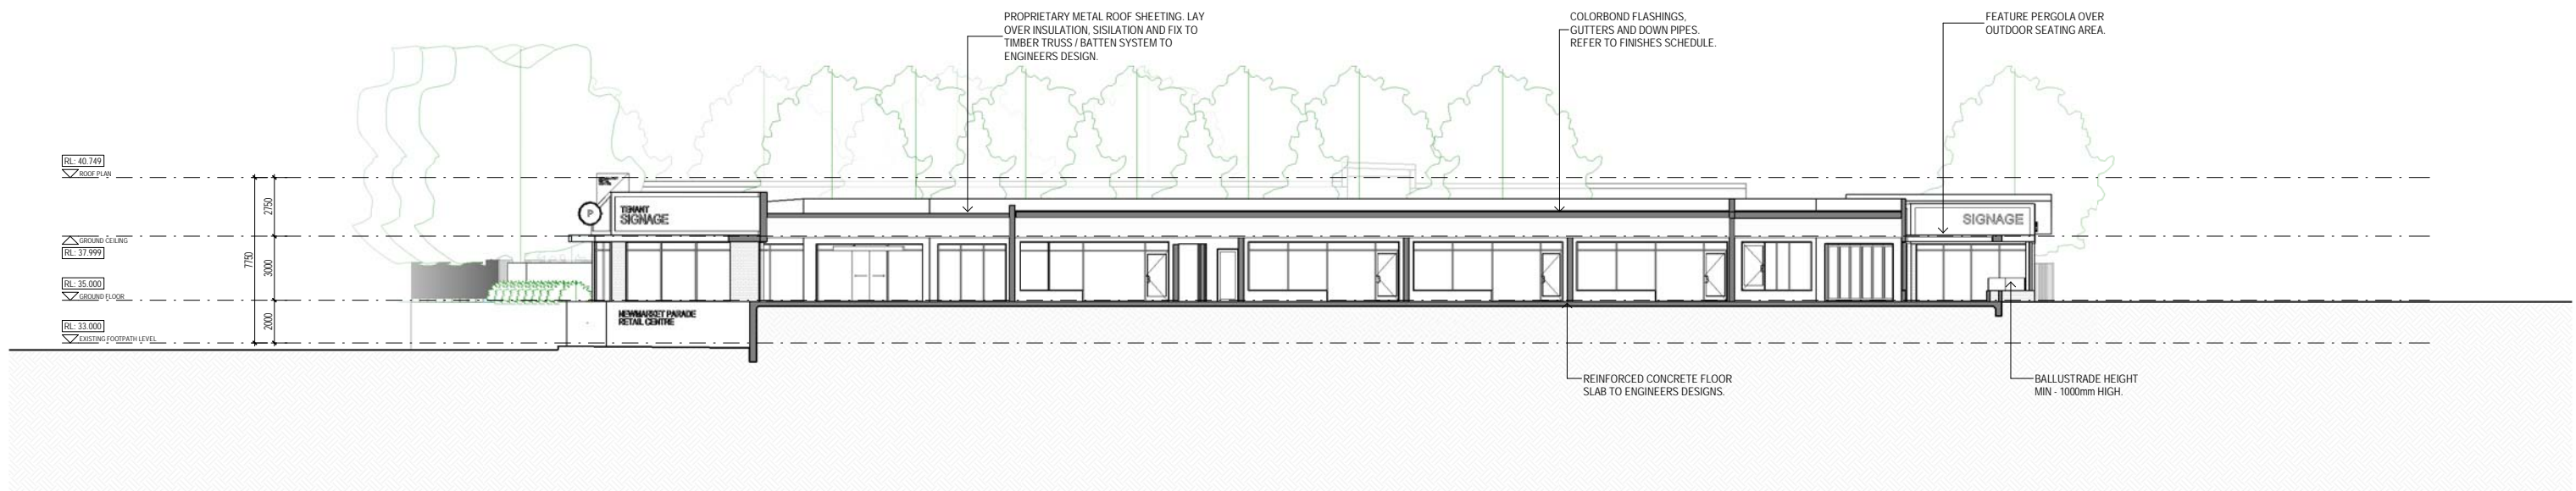 PROPRIETARY METAL ROOF SHEETING. LAY
OVER INSULATION, SISILATION AND FIX TO
TIMBER TRUSS / BATTEN SYSTEM TO
ENGINEERS DESIGN.
COLORBOND FLASHINGS,
GUTTERS AND DOWN PIPES.
REFER TO FINISHES SCHEDULE.
FEATURE PERGOLA OVER
OUTDOOR SEATING AREA.
RL: 40.749
ROOF PLAN
2750
P
TENANT
SIGNAGE
SIGNAGE
GROUND CEILING
RL: 37.999
7750
3000
RL: 35.000
GROUND FLOOR
2000
NEWMARKET PARADE
RETAIL CENTRE
RL: 33.000
EXISTING FOOTPATH LEVEL
REINFORCED CONCRETE FLOOR
SLAB TO ENGINEERS DESIGNS.
BALLUSTRADE HEIGHT
MIN - 1000mm HIGH.